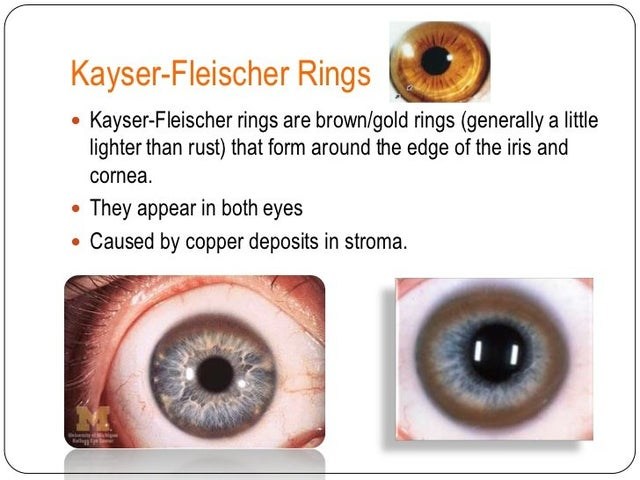 Kayser-Fleischer Rings
• Kayser-Fleischer rings are brown/gold rings (generally a little
lighter than rust) that form around the edge of the iris and
cornea.
• They appear in both eyes
• Caused by copper deposits in stroma.
M
University of Michigan
Kellogg Eye Center